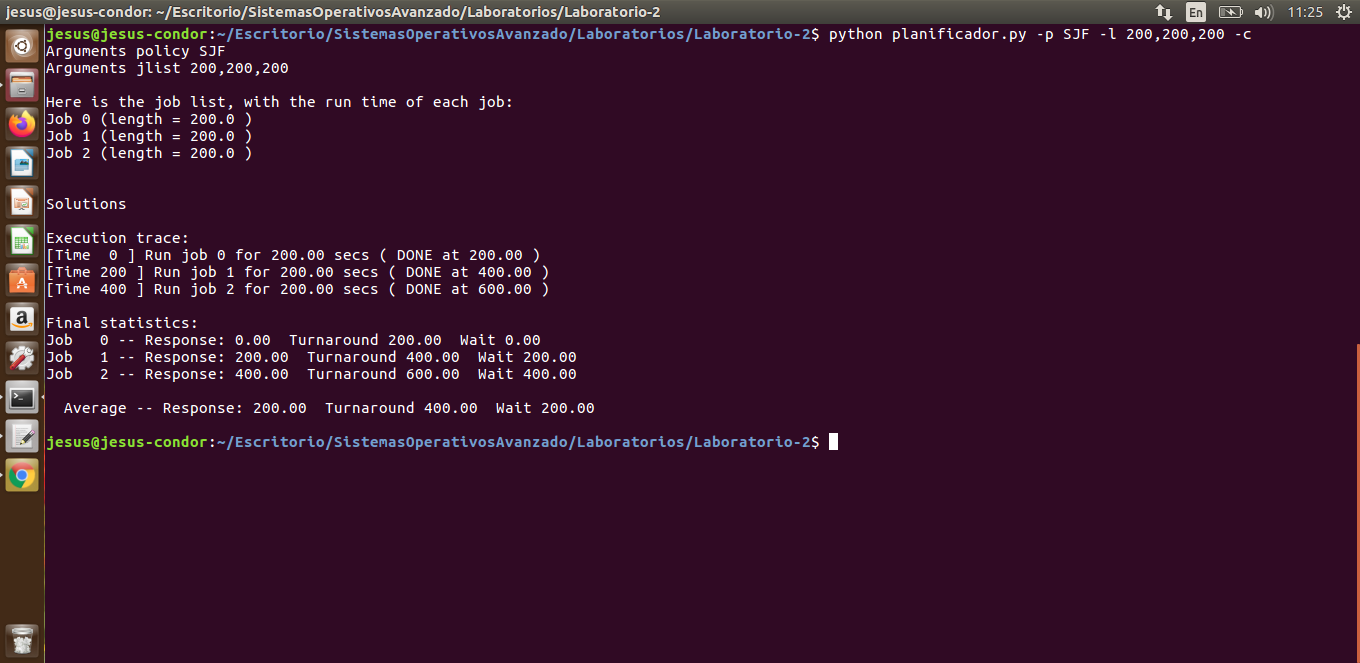 jesus@jesus-condor: ~/Escritorio/SistemasOperativosAvanzado/Laboratorios/Laboratorio-2
En
11:25
jesus@jesus-condor:~/Escritorio/SistemasOperativosAvanzado/Laboratorios/Laboratorio-2$ python planificador.py -p SJF -l 200,200,200 -c
Arguments policy SJF
Arguments jlist 200,200,200
Here is the job list, with the run time of each job:
Job 0 (length = 200.0 )
Job 1 (length = 200.0 )
Job 2 (length = 200.0 )
Solutions
Execution trace:
[Time  0 ] Run job 0 for 200.00 secs ( DONE at 200.00 )
[Time 200 ] Run job 1 for 200.00 secs ( DONE at 400.00 )
[Time 400 ] Run job 2 for 200.00 secs ( DONE at 600.00 )
Final statistics:
Job   0 -- Response: 0.00  Turnaround 200.00  Wait 0.00
Job   1 -- Response: 200.00  Turnaround 400.00  Wait 200.00
Job   2 -- Response: 400.00  Turnaround 600.00  Wait 400.00
Average -- Response: 200.00  Turnaround 400.00  Wait 200.00
jesus@jesus-condor:~/Escritorio/SistemasOperativosAvanzado/Laboratorios/Laboratorio-2$